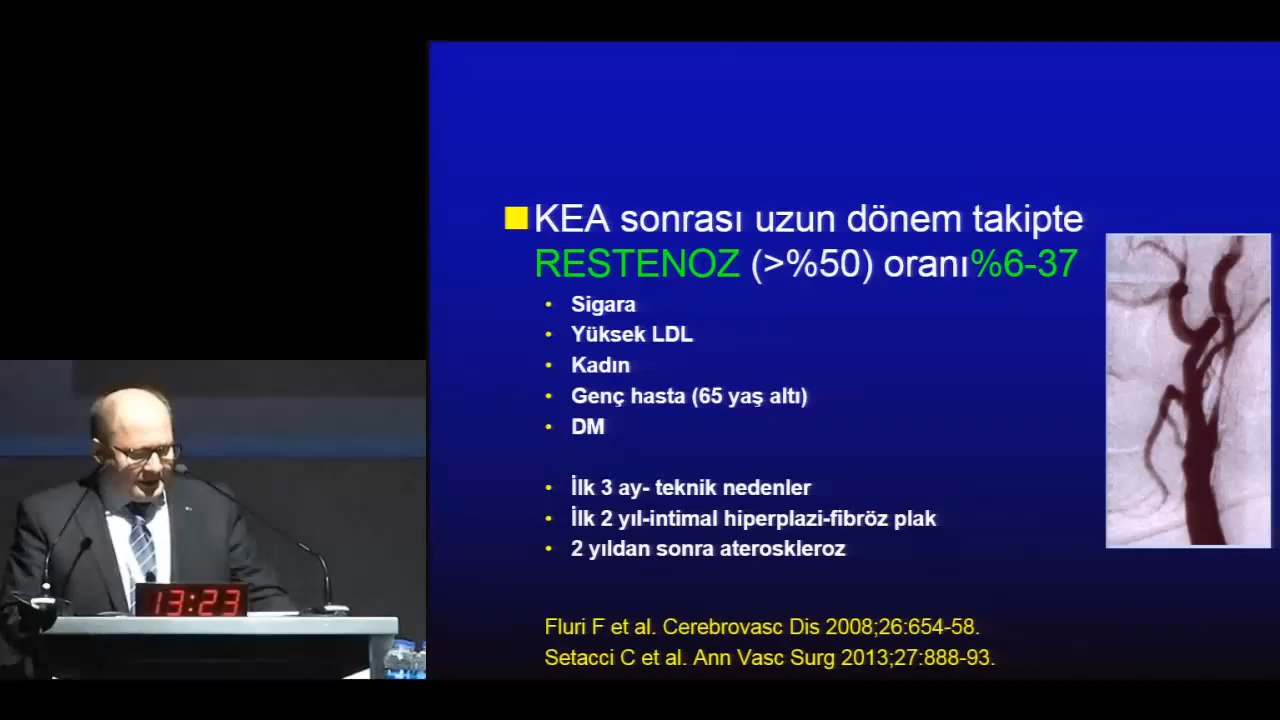 KEA sonrası uzun dönem takipte
RESTENOZ (>%50) oranı%6-37
• Sigara
• Yüksek LDL
• Kadın
• Genç hasta (65 yaş altı)
• DM
• İlk 3 ay- teknik nedenler
• İlk 2 yıl-intimal hiperplazi-fibröz plak
• 2 yıldan sonra ateroskleroz
Fluri F et al. Cerebrovasc Dis 2008;26:654-58.
Setacci C et al. Ann Vasc Surg 2013;27:888-93.
13:23